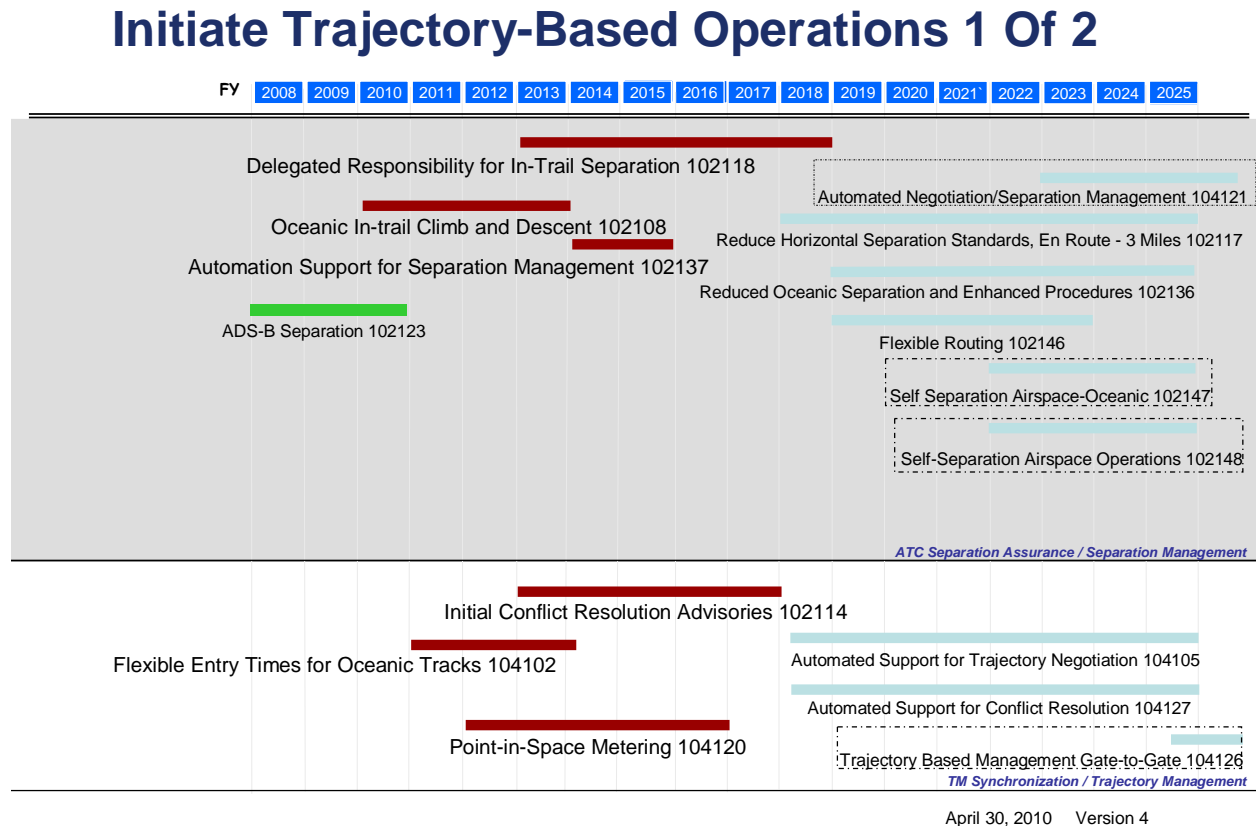 Initiate Trajectory-Based Operations 1 Of 2
FY 2008 2009 2010 2011 2012 2013 2014 2015 2016 2017 2018 2019 2020 2021` 2022 2023 2024 2025
Delegated Responsibility for In-Trail Separation 102118
Automated Negotiation/Separation Management 104121
Oceanic In-trail Climb and Descent 102108
Reduce Horizontal Separation Standards, En Route - 3 Miles 102117
Automation Support for Separation Management 102137
Reduced Oceanic Separation and Enhanced Procedures 102136
ADS-B Separation 102123
Flexible Routing 102146
Self Separation Airspace-Oceanic 102147
Self-Separation Airspace Operations 102148
ATC Separation Assurance / Separation Management
Initial Conflict Resolution Advisories 102114
Flexible Entry Times for Oceanic Tracks 104102
Automated Support for Trajectory Negotiation 104105
Automated Support for Conflict Resolution 104127
Point-in-Space Metering 104120
Trajectory Based Management Gate-to-Gate 104126
TM Synchronization / Trajectory Management
April 30, 2010 Version 4